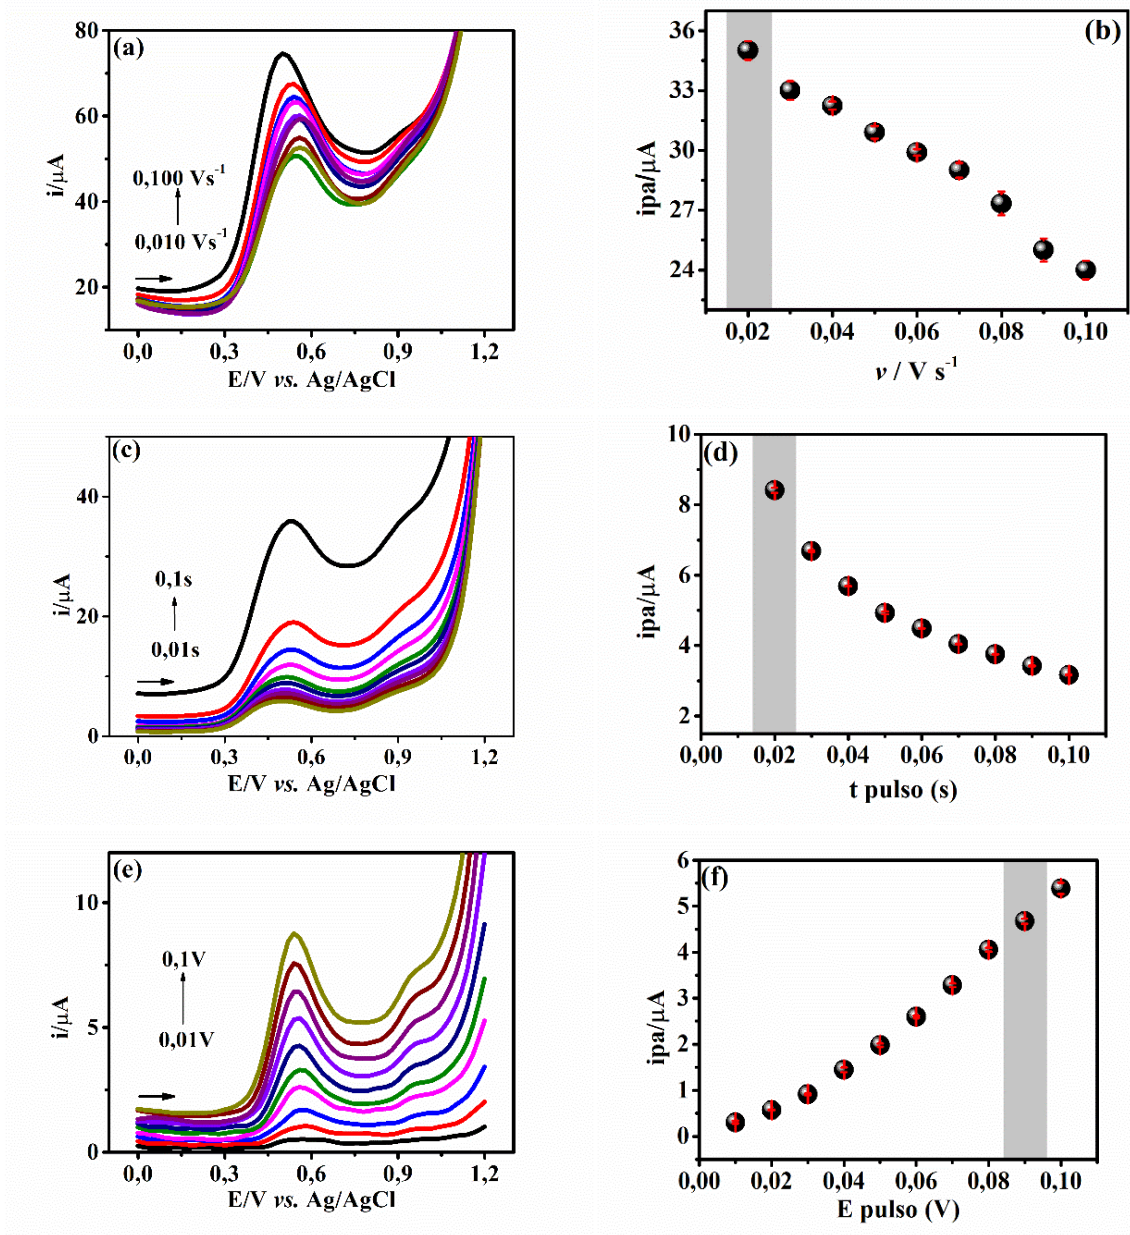 (a)
80
60
40
20
i/μA
0,100 Vs⁻¹
0,010 Vs⁻¹
0,0 0,3 0,6 0,9 1,2
E/V vs. Ag/AgCl
(b)
36
33
30
27
24
ipa/μA
0,02 0,04 0,06 0,08 0,10
ν / V s⁻¹
(c)
40
20
0
i/μA
0,1s
0,01s
0,0 0,3 0,6 0,9 1,2
E/V vs. Ag/AgCl
(d)
10
8
6
4
2
ipa/μA
0,00 0,02 0,04 0,06 0,08 0,10
t pulso (s)
(e)
10
5
0
i/μA
0,1V
0,01V
0,0 0,3 0,6 0,9 1,2
E/V vs. Ag/AgCl
(f)
6
5
4
3
2
1
0
ipa/μA
0,00 0,02 0,04 0,06 0,08 0,10
E pulso (V)